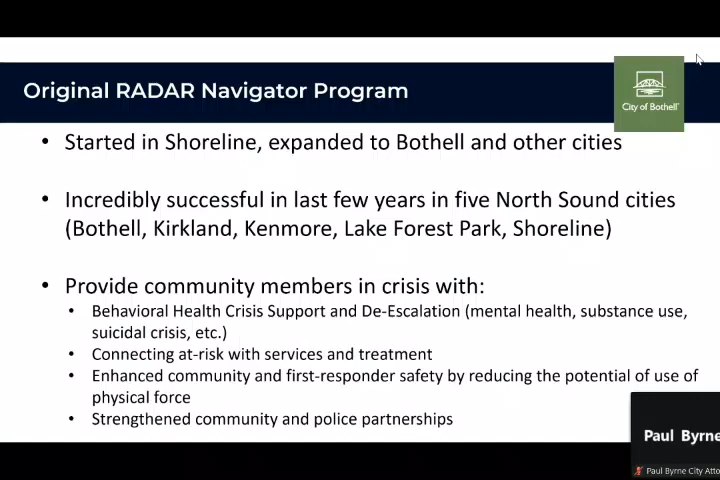 Original RADAR Navigator Program
City of Bothell
• Started in Shoreline, expanded to Bothell and other cities
• Incredibly successful in last few years in five North Sound cities
(Bothell, Kirkland, Kenmore, Lake Forest Park, Shoreline)
• Provide community members in crisis with:
• Behavioral Health Crisis Support and De-Escalation (mental health, substance use,
suicidal crisis, etc.)
• Connecting at-risk with services and treatment
• Enhanced community and first-responder safety by reducing the potential of use of
physical force
• Strengthened community and police partnerships
Paul Byrne
Paul Byrne City Atto